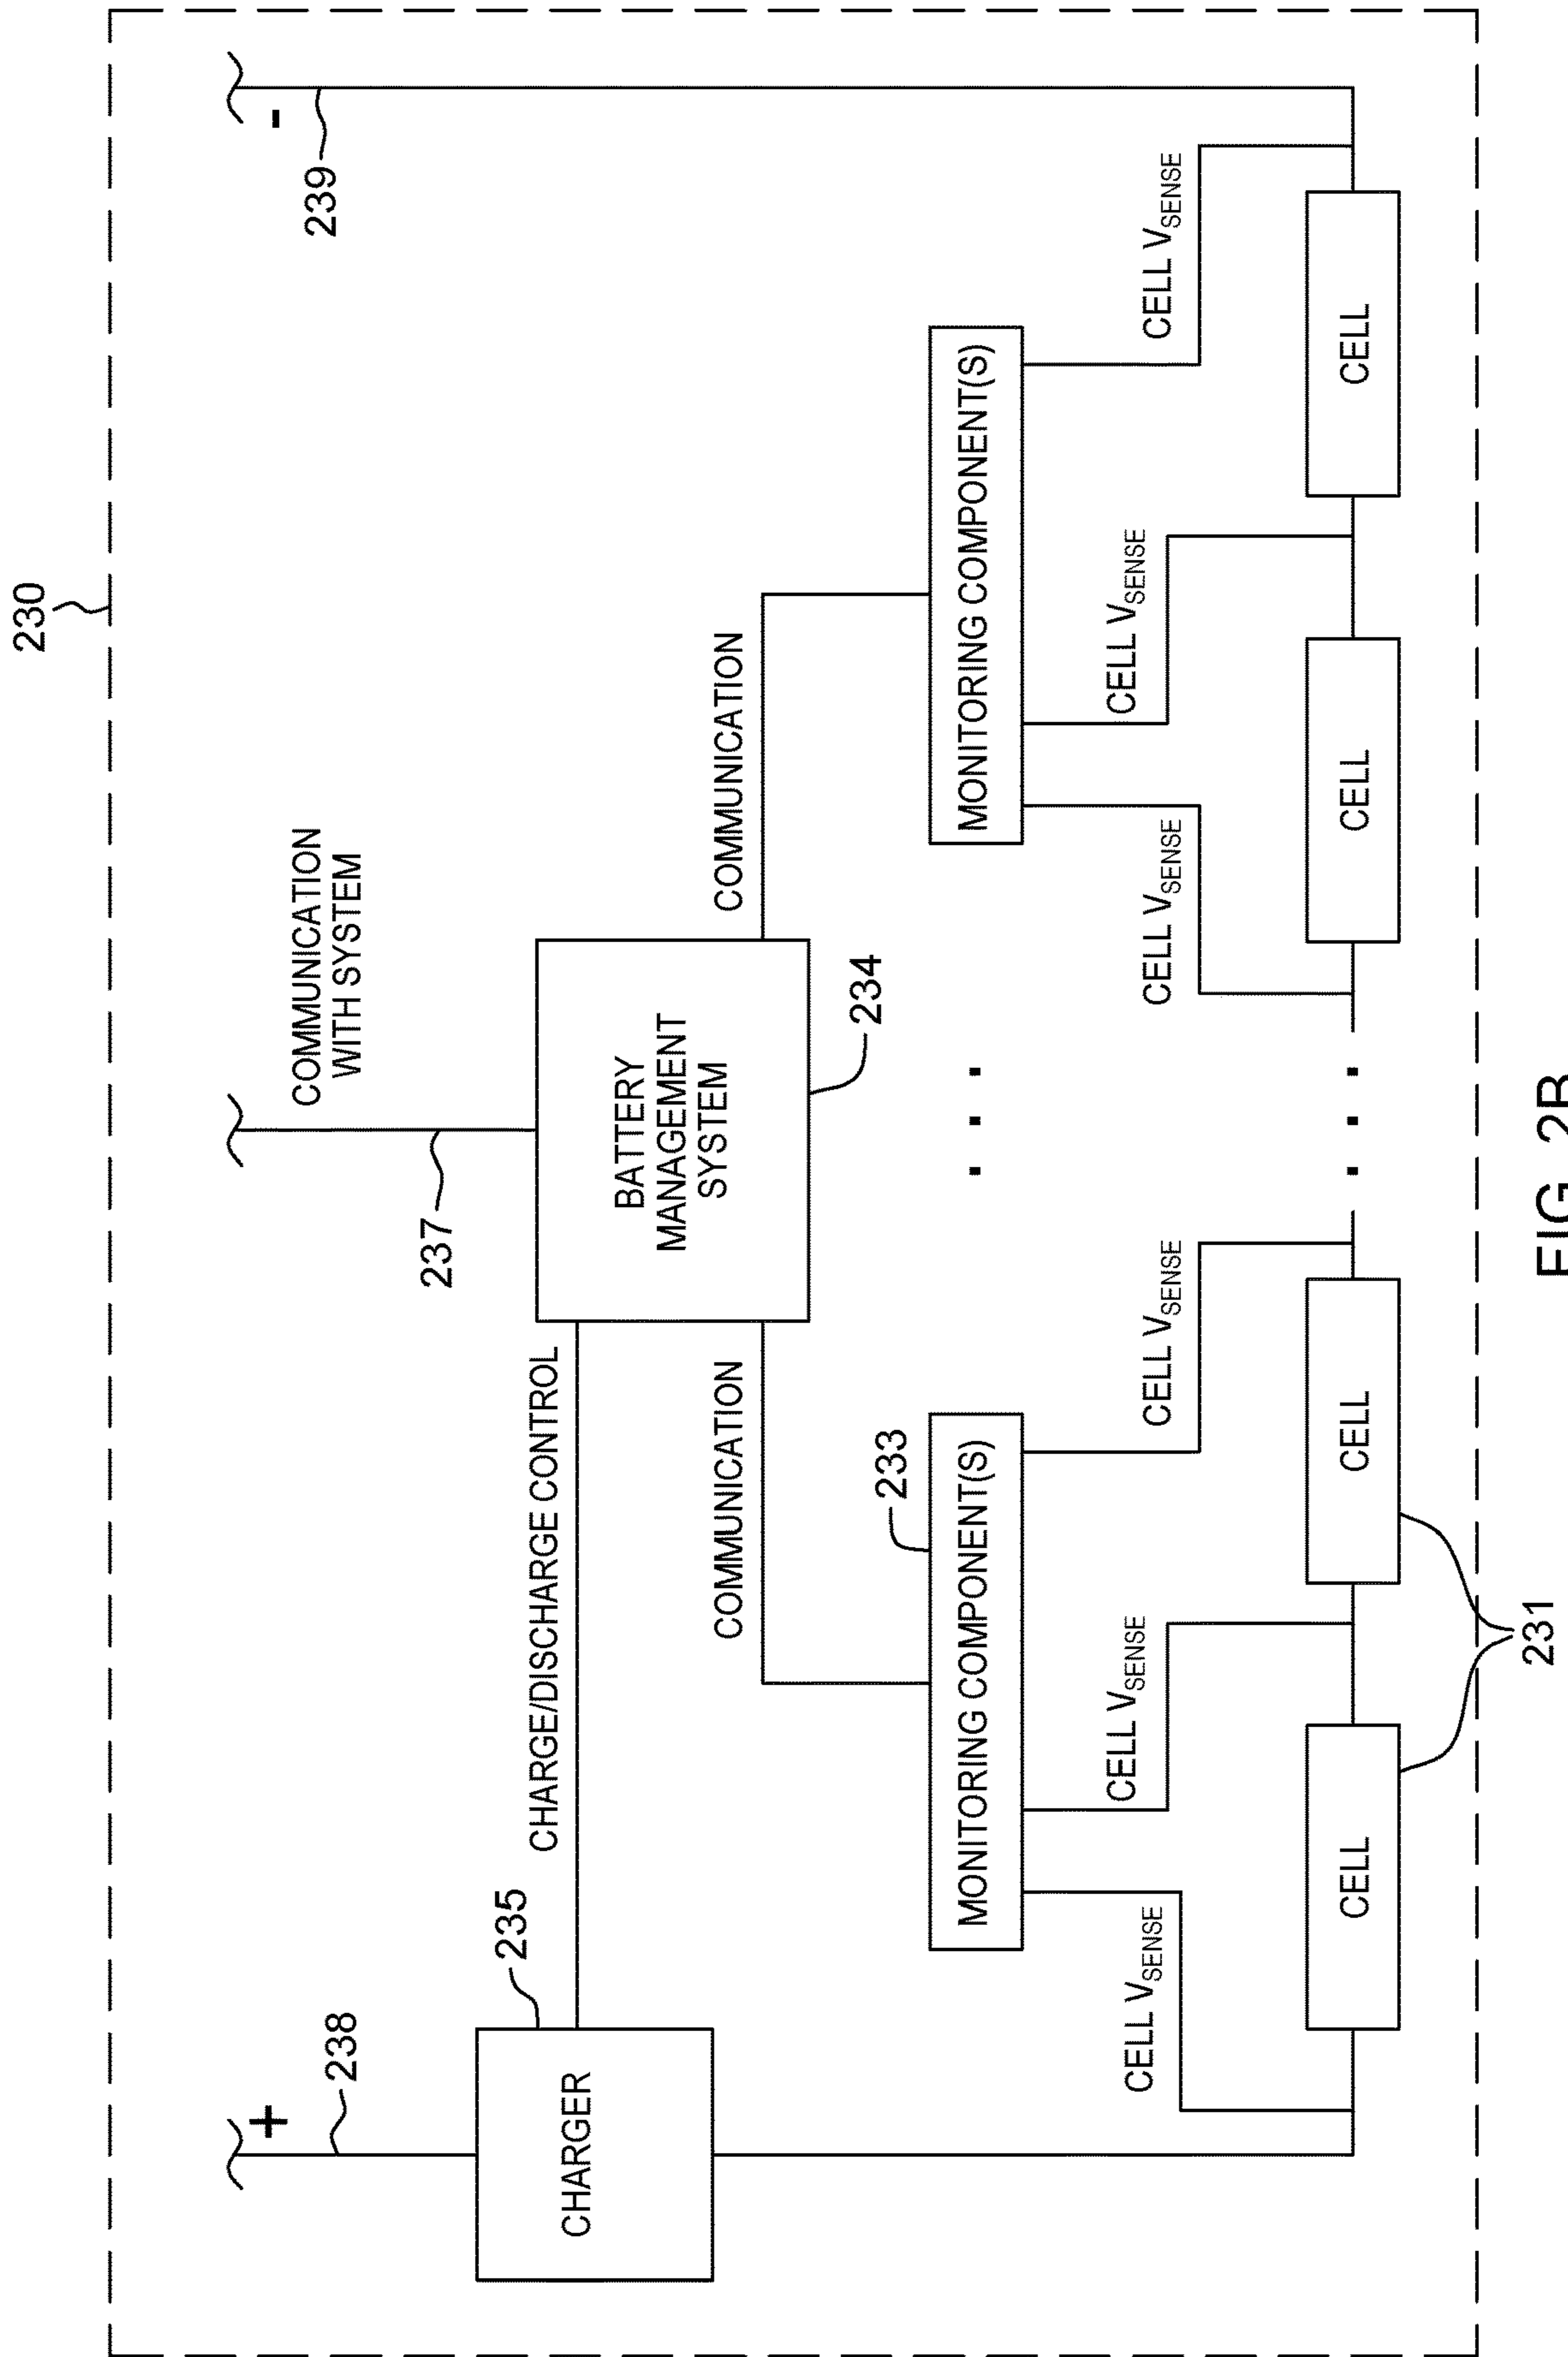 230
+
238
-
239
COMMUNICATION
WITH SYSTEM
237
CHARGER
235
CHARGE/DISCHARGE CONTROL
BATTERY
MANAGEMENT
SYSTEM
234
COMMUNICATION
COMMUNICATION
233
MONITORING COMPONENT(S)
MONITORING COMPONENT(S)
CELL VSENSE
CELL VSENSE
CELL VSENSE
CELL VSENSE
CELL VSENSE
CELL VSENSE
CELL
CELL
CELL
CELL
231
FIG. 2B